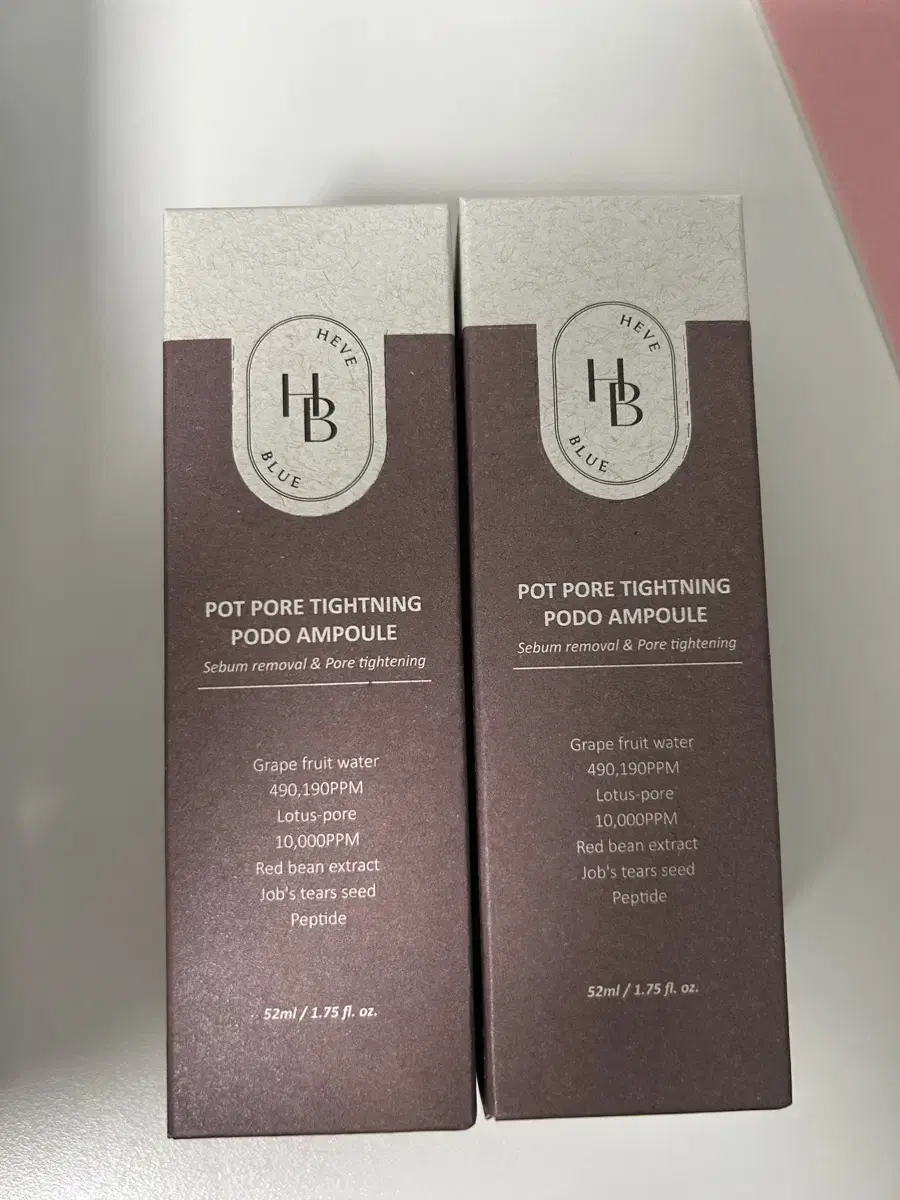 HEVE
HB
BLUE
POT PORE TIGHTNING
PODO AMPOULE
Sebum removal & Pore tightening
Grape fruit water
490,190PPM
Lotus-pore
10,000PPM
Red bean extract
Job's tears seed
Peptide
52ml / 1.75 fl. oz.
HEVE
HB
BLUE
POT PORE TIGHTNING
PODO AMPOULE
Sebum removal & Pore tightening
Grape fruit water
490,190PPM
Lotus-pore
10,000PPM
Red bean extract
Job's tears seed
Peptide
52ml / 1.75 fl. oz.